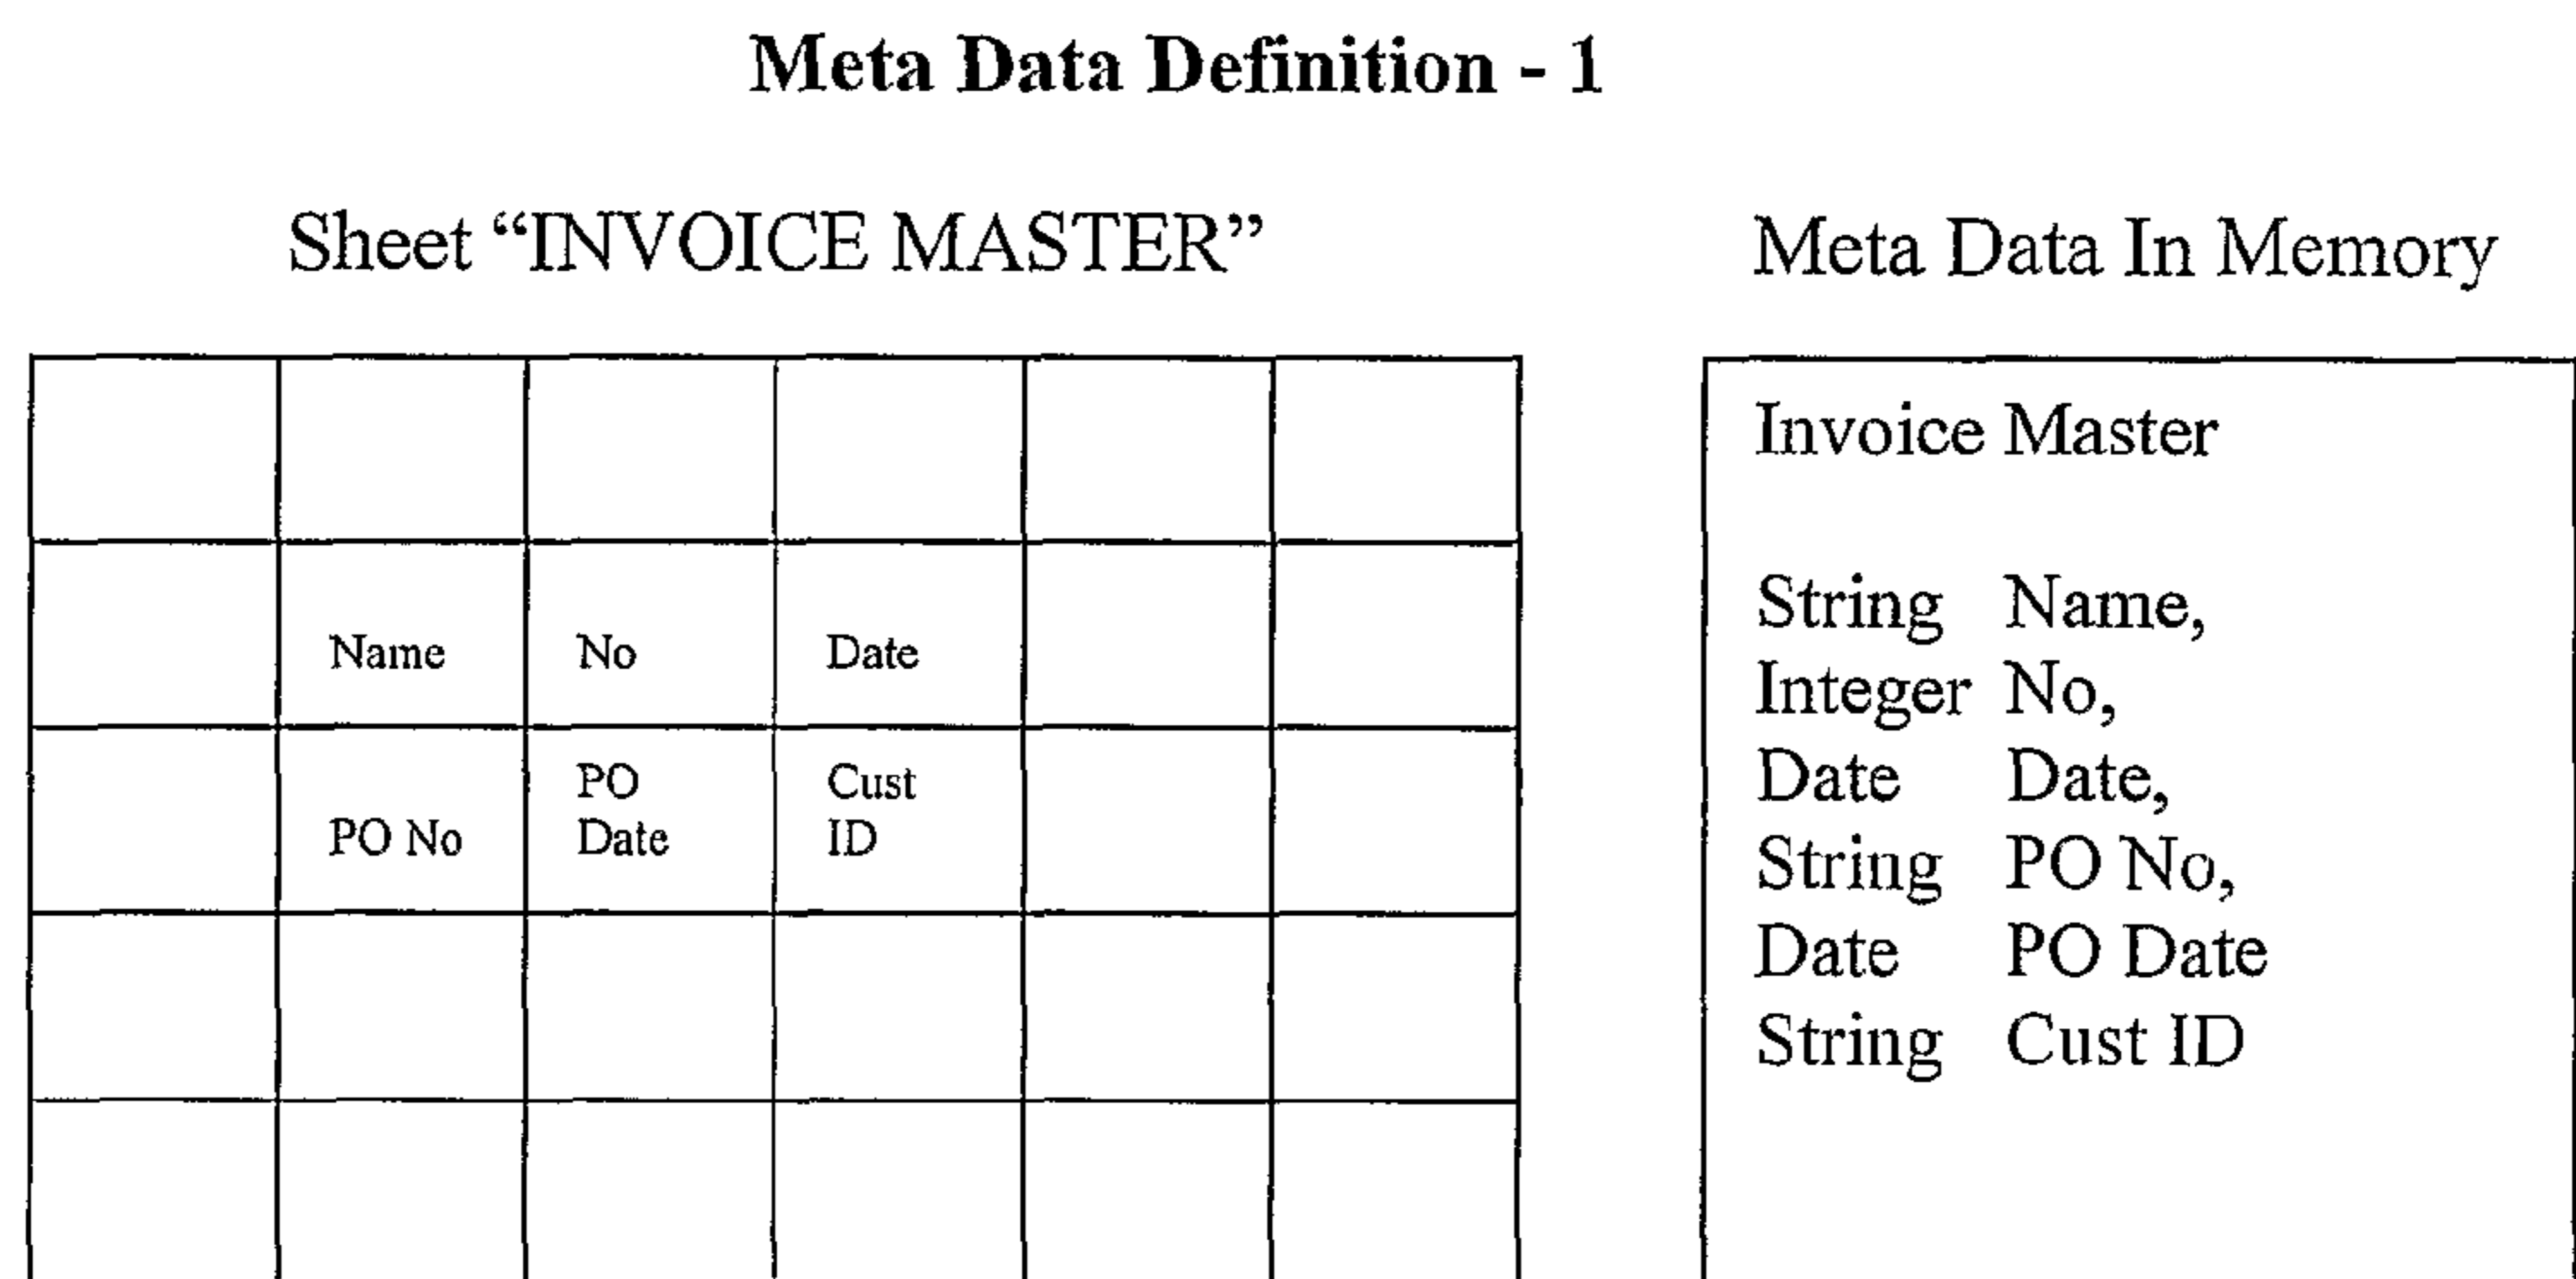 Meta Data Definition - 1
Sheet “INVOICE MASTER”
Name No Date
PO No PO Date Cust ID
Meta Data In Memory
Invoice Master
String Name,
Integer No,
Date Date,
String PO No,
Date PO Date
String Cust ID